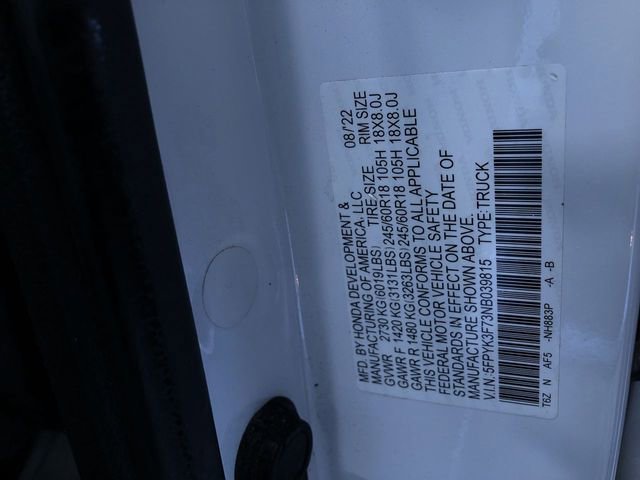 MFD. BY HONDA DEVELOPMENT &
MANUFACTURING OF AMERICA, LLC 08/'22
GVWR 2730 KG(6019LBS) TIRE SIZE RIM SIZE
GAWR F 1420 KG(3131LBS) 245/60R18 105H 18X8.0J
GAWR R 1480 KG(3263LBS) 245/60R18 105H 18X8.0J
THIS VEHICLE CONFORMS TO ALL APPLICABLE
FEDERAL MOTOR VEHICLE SAFETY
STANDARDS IN EFFECT ON THE DATE OF
MANUFACTURE SHOWN ABOVE.
V.I.N.:5FPYK3F73NB039815 TYPE:TRUCK
T6Z N AF5 -NH883P -A -B